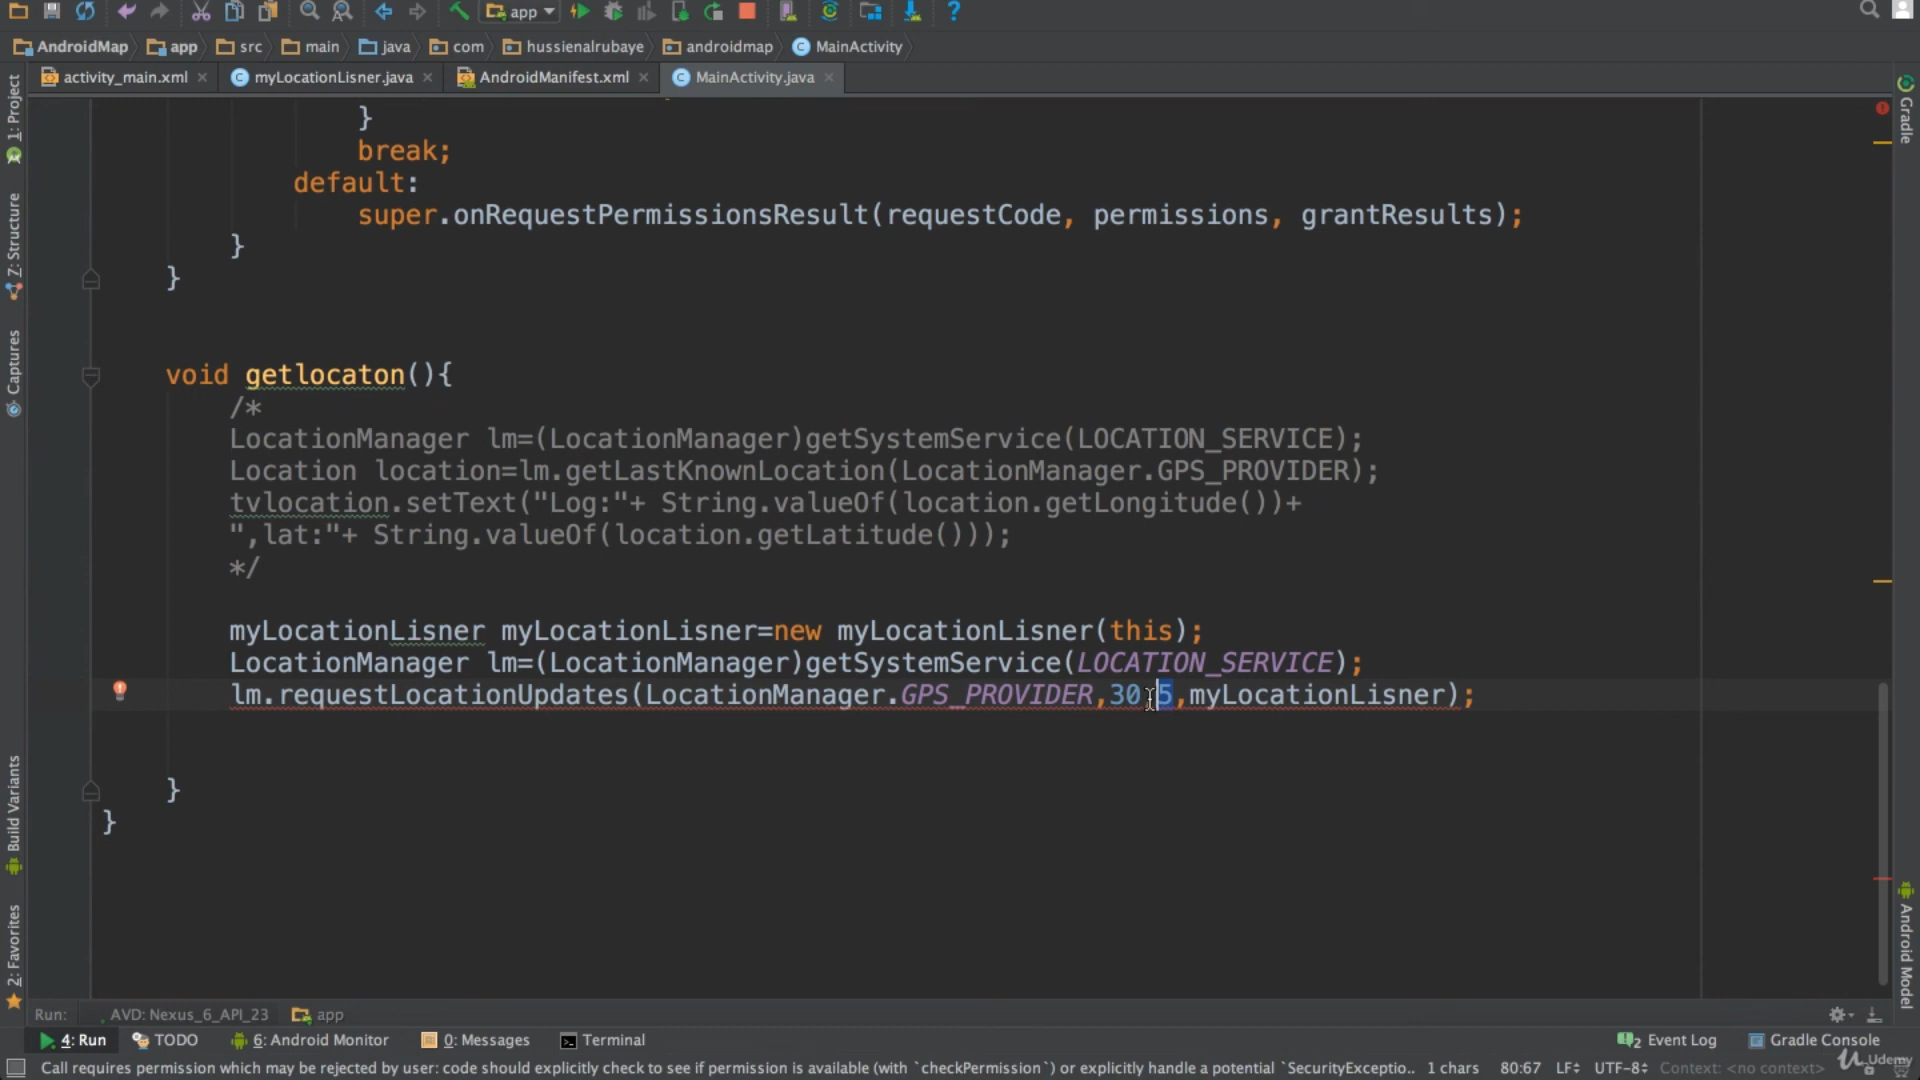 app
AndroidMap app src main java com hussienalrubaye androidmap MainActivity
activity_main.xml myLocationLisner.java AndroidManifest.xml MainActivity.java
1: Project
Z: Structure
Captures
Build Variants
2: Favorites
}
break;
default:
super.onRequestPermissionsResult(requestCode, permissions, grantResults);
}
}
void getlocaton(){
/*
LocationManager lm=(LocationManager)getSystemService(LOCATION_SERVICE);
Location location=lm.getLastKnownLocation(LocationManager.GPS_PROVIDER);
tvlocation.setText("Log:"+ String.valueOf(location.getLongitude())+
",lat:"+ String.valueOf(location.getLatitude()));
*/
myLocationLisner myLocationLisner=new myLocationLisner(this);
LocationManager lm=(LocationManager)getSystemService(LOCATION_SERVICE);
lm.requestLocationUpdates(LocationManager.GPS_PROVIDER,30,5,myLocationLisner);
}
}
Gradle
Android Model
Run: AVD: Nexus_6_API_23 app
4: Run TODO 6: Android Monitor 0: Messages Terminal 2 Event Log Gradle Console
Call requires permission which may be rejected by user: code should explicitly check to see if permission is available (with `checkPermission`) or explicitly handle a potential `SecurityExceptio.. 1 chars 80:67 LF÷ UTF-8÷ Context: <no context>
Udemy